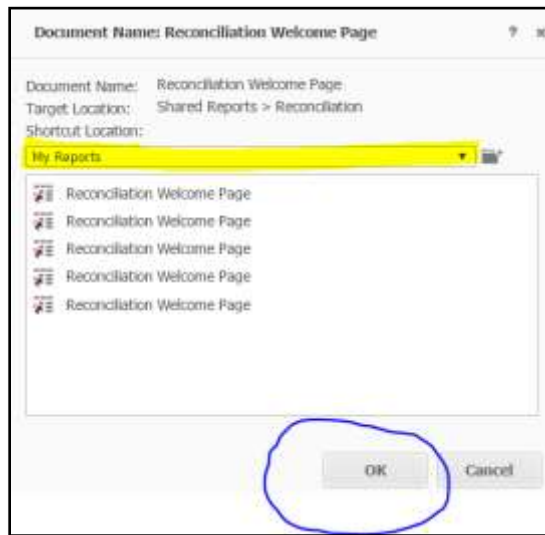 Document Name: Reconciliation Welcome Page ?
Document Name: Reconciliation Welcome Page
Target Location: Shared Reports > Reconciliation
Shortcut Location:
My Reports
Reconciliation Welcome Page
Reconciliation Welcome Page
Reconciliation Welcome Page
Reconciliation Welcome Page
Reconciliation Welcome Page
OK Cancel